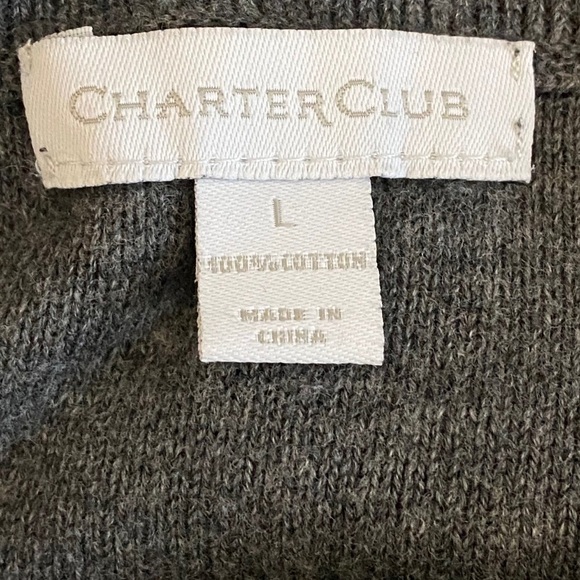 CHARTER CLUB
L
100% COTTON
MADE IN
CHINA